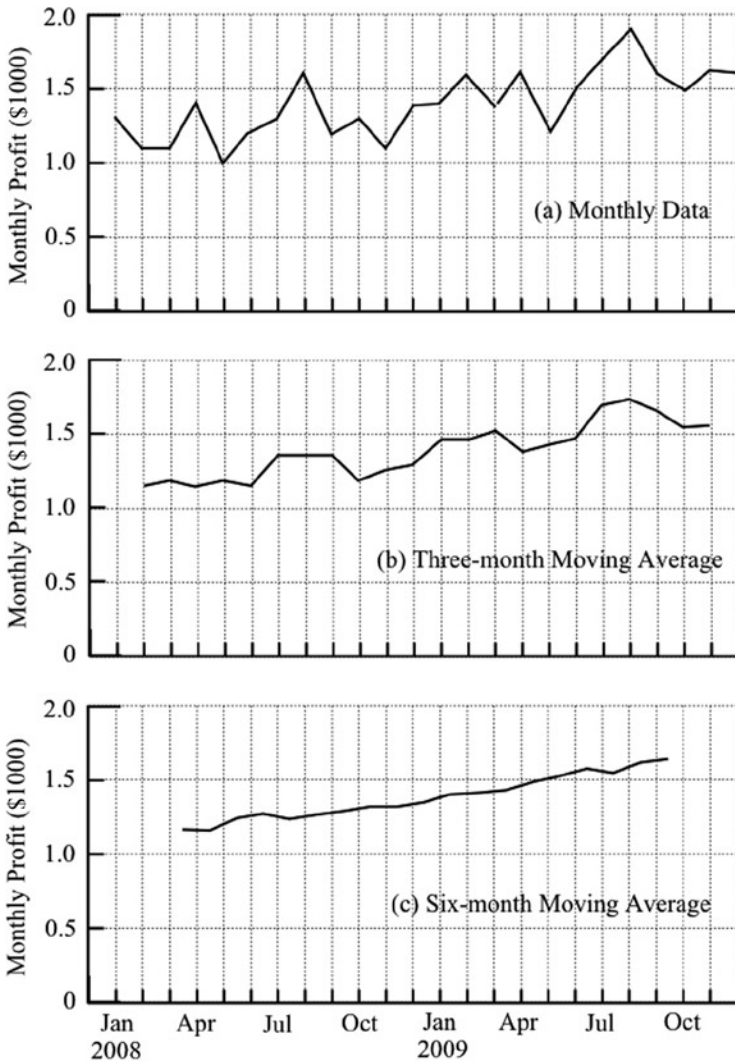 2.0
1.5
1.0
0.5
0
Monthly Profit ($1000)
(a) Monthly Data
2.0
1.5
1.0
0.5
0
Monthly Profit ($1000)
(b) Three-month Moving Average
2.0
1.5
1.0
0.5
0
Monthly Profit ($1000)
(c) Six-month Moving Average
Jan Apr Jul Oct Jan Apr Jul Oct
2008 2009